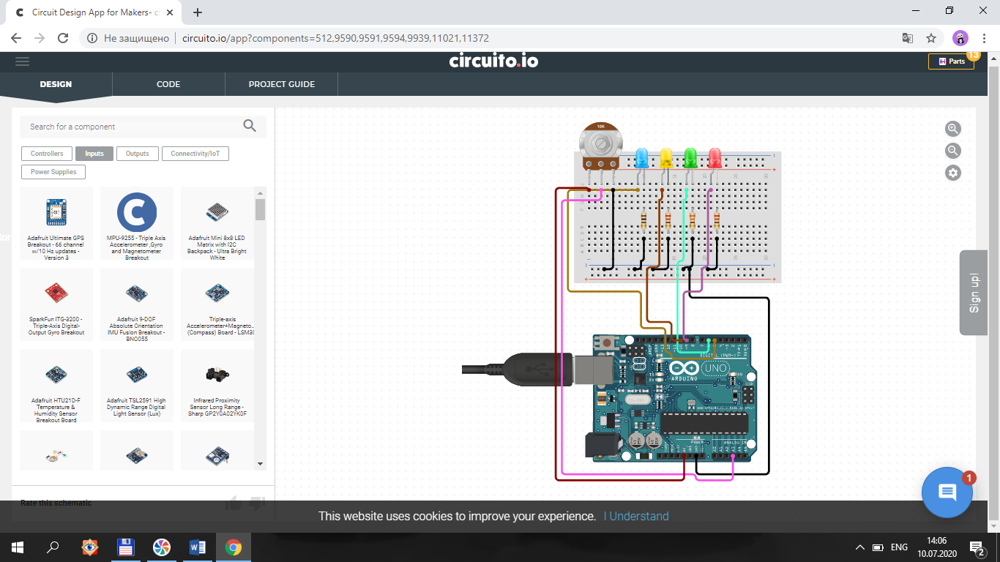 Circuit Design App for Makers- ci
Не защищено
circuito.io/app?components=512,9590,9591,9594,9939,11021,11372
circuito.io
13
Parts
DESIGN
CODE
PROJECT GUIDE
Search for a component
Controllers
Inputs
Outputs
Connectivity/IoT
Power Supplies
Adafruit Ultimate GPS
Breakout - 66 channel
w/10 Hz updates -
Version 3
MPU-9255 - Triple Axis
Accelerometer ,Gyro
and Magnetometer
Breakout
Adafruit Mini 8x8 LED
Matrix with I2C
Backpack - Ultra Bright
White
SparkFun ITG-3200 -
Triple-Axis Digital-
Output Gyro Breakout
Adafruit 9-DOF
Absolute Orientation
IMU Fusion Breakout -
BNO055
Triple-axis
Accelerometer+Magneto...
(Compass) Board - LSM30
Adafruit HTU21D-F
Temperature &
Humidity Sensor
Breakout Board
Adafruit TSL2591 High
Dynamic Range Digital
Light Sensor (Lux)
Infrared Proximity
Sensor Long Range -
Sharp GP2Y0A02YK0F
10K
DIGITAL (PWM~)
UNO
ARDUINO
ON
POWER
ANALOG IN
Sign up!
1
Rate this schematic
This website uses cookies to improve your experience. I Understand
ENG
14:06
10.07.2020
2